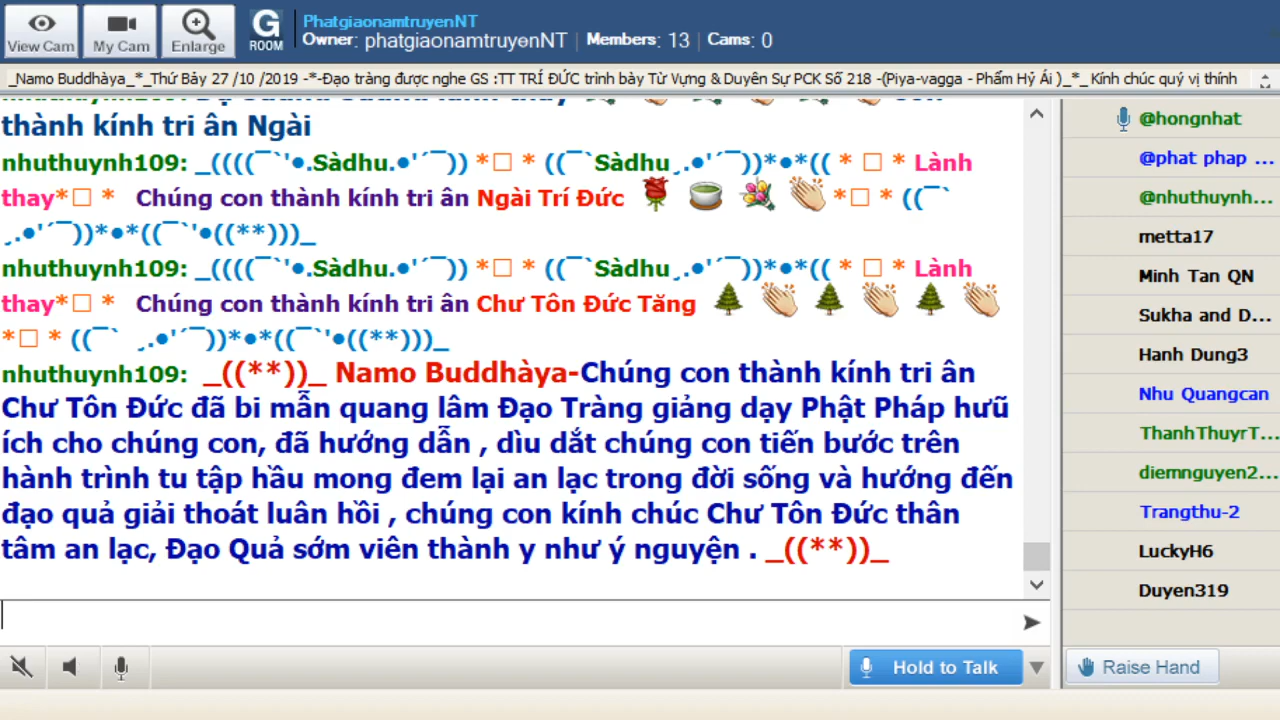 View Cam
My Cam
Enlarge
G ROOM
PhatgiaonamtruyenNT
Owner: phatgiaonamtruyenNT | Members: 13 | Cams: 0
_Namo Buddhàya_*_Thứ Bảy 27 /10 /2019 -*-Đạo tràng được nghe GS :TT TRÍ ĐỨC trình bày Từ Vựng & Duyên Sự PCK Số 218 -(Piya-vagga - Phẩm Hỷ Ái )_*_Kính chúc quý vị thính
thành kính tri ân Ngài
nhuthuynh109: _((((¯`'•.Sàdhu.•'´¯)) *□ * ((¯`Sàdhu¸.•'´¯))*•*(( * □ * Lành
thay*□ * Chúng con thành kính tri ân Ngài Trí Đức 🌹 🍵 💐 👏 *□ * ((¯`
¸.•'´¯))*•*((¯`'•((**)))_
nhuthuynh109: _((((¯`'•.Sàdhu.•'´¯)) *□ * ((¯`Sàdhu¸.•'´¯))*•*(( * □ * Lành
thay*□ * Chúng con thành kính tri ân Chư Tôn Đức Tăng 🌲 👏 🌲 👏 🌲 👏
*□ * ((¯` ¸.•'´¯))*•*((¯`'•((**)))_
nhuthuynh109: _((**))_ Namo Buddhàya-Chúng con thành kính tri ân
Chư Tôn Đức đã bi mẫn quang lâm Đạo Tràng giảng dạy Phật Pháp hưũ
ích cho chúng con, đã hướng dẫn , dìu dắt chúng con tiến bước trên
hành trình tu tập hầu mong đem lại an lạc trong đời sống và hướng đến
đạo quả giải thoát luân hồi , chúng con kính chúc Chư Tôn Đức thân
tâm an lạc, Đạo Quả sớm viên thành y như ý nguyện . _((**))_
@hongnhat
@phat phap ...
@nhuthuynh...
metta17
Minh Tan QN
Sukha and D...
Hanh Dung3
Nhu Quangcan
ThanhThuyrT...
diemnguyen2...
Trangthu-2
LuckyH6
Duyen319
Hold to Talk
Raise Hand